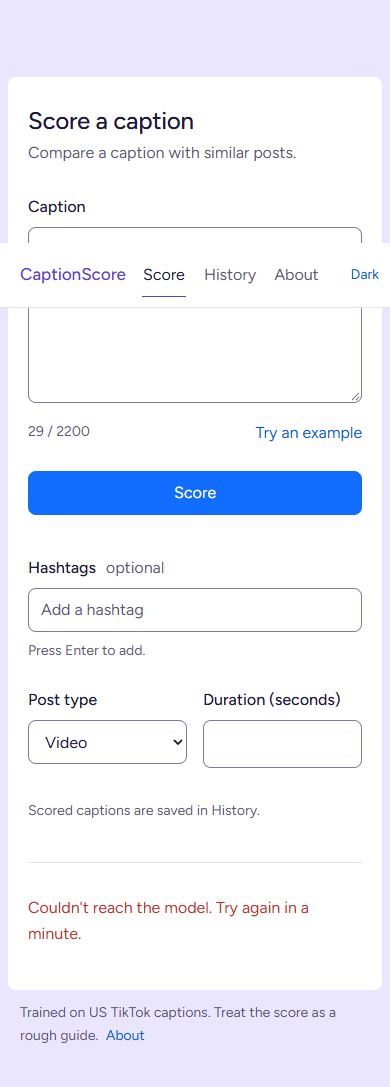 Score a caption
Compare a caption with similar posts.
Caption
CaptionScore Score History About Dark
29 / 2200 Try an example
Score
Hashtags optional
Add a hashtag
Press Enter to add.
Post type Duration (seconds)
Video
Scored captions are saved in History.
Couldn't reach the model. Try again in a
minute.
Trained on US TikTok captions. Treat the score as a
rough guide. About